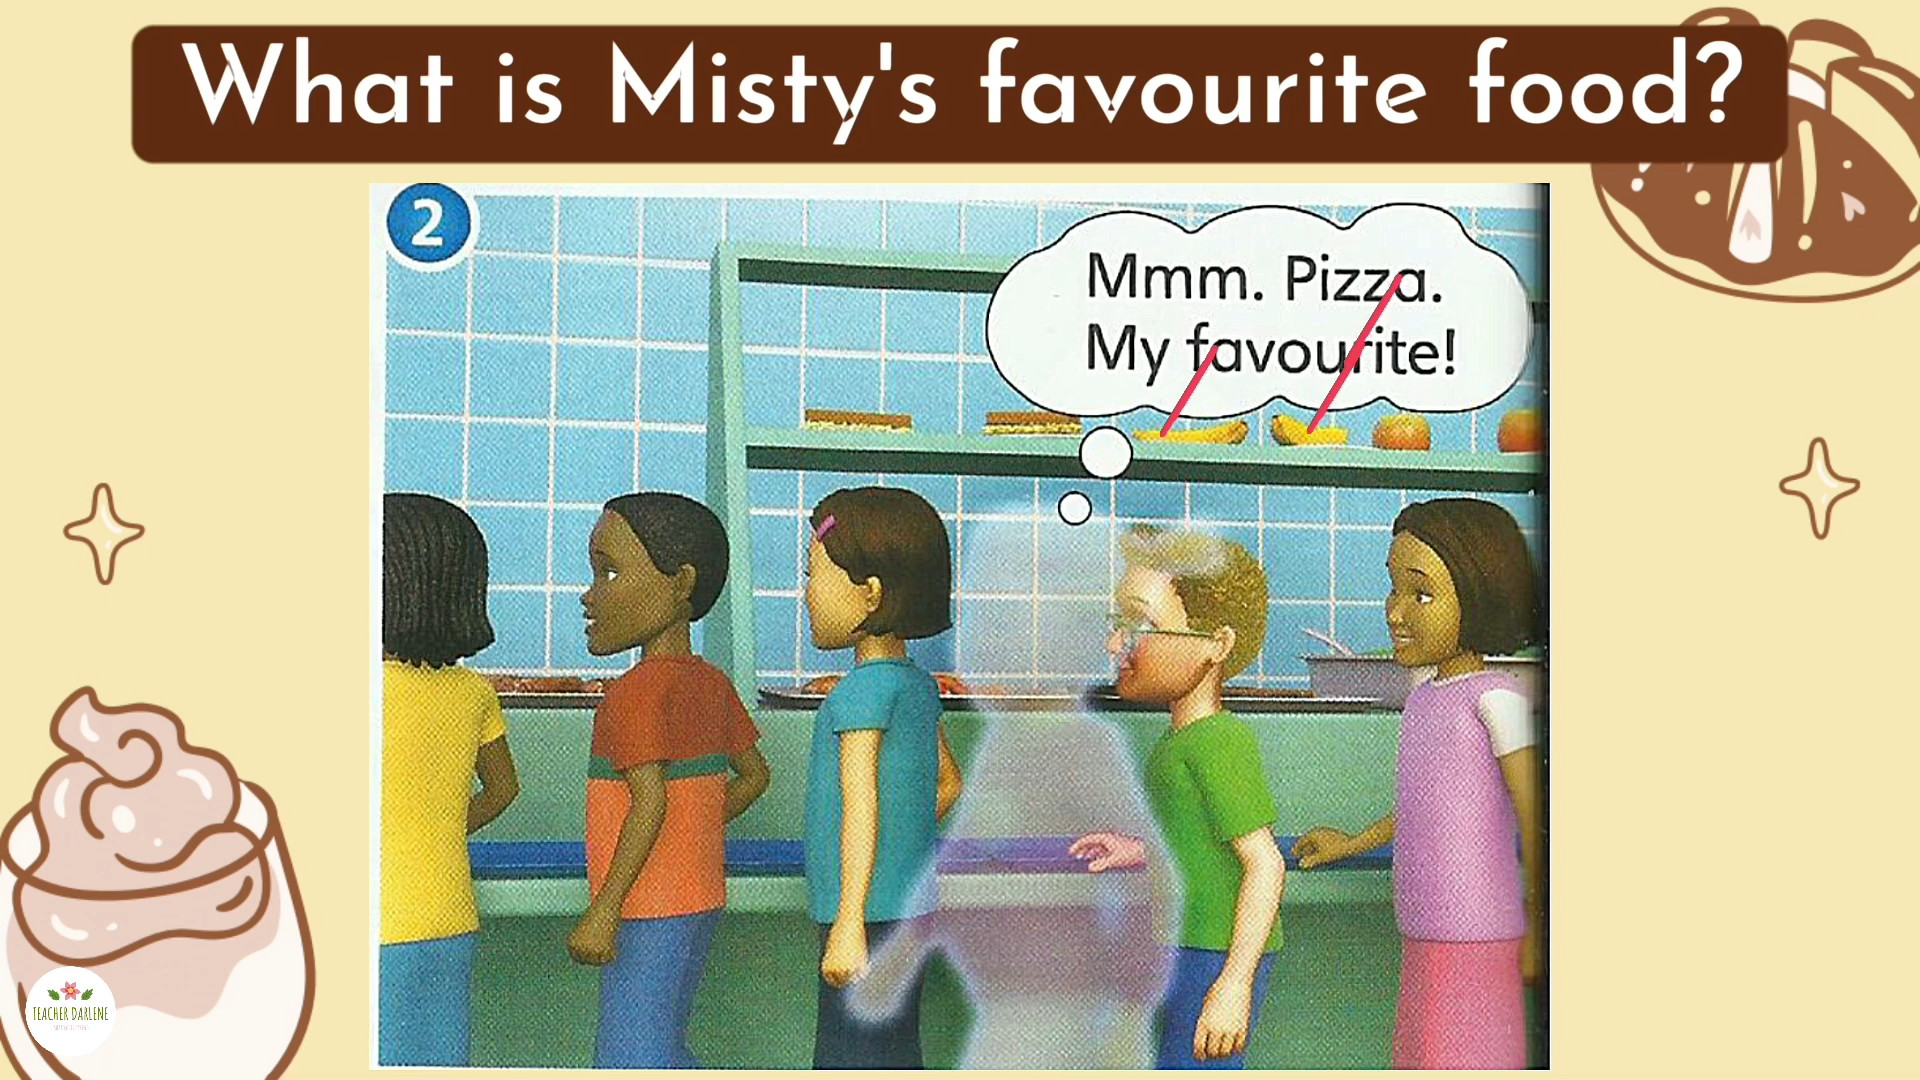 What is Misty's favourite food?
2
Mmm. Pizza.
My favourite!
TEACHER DARLENE